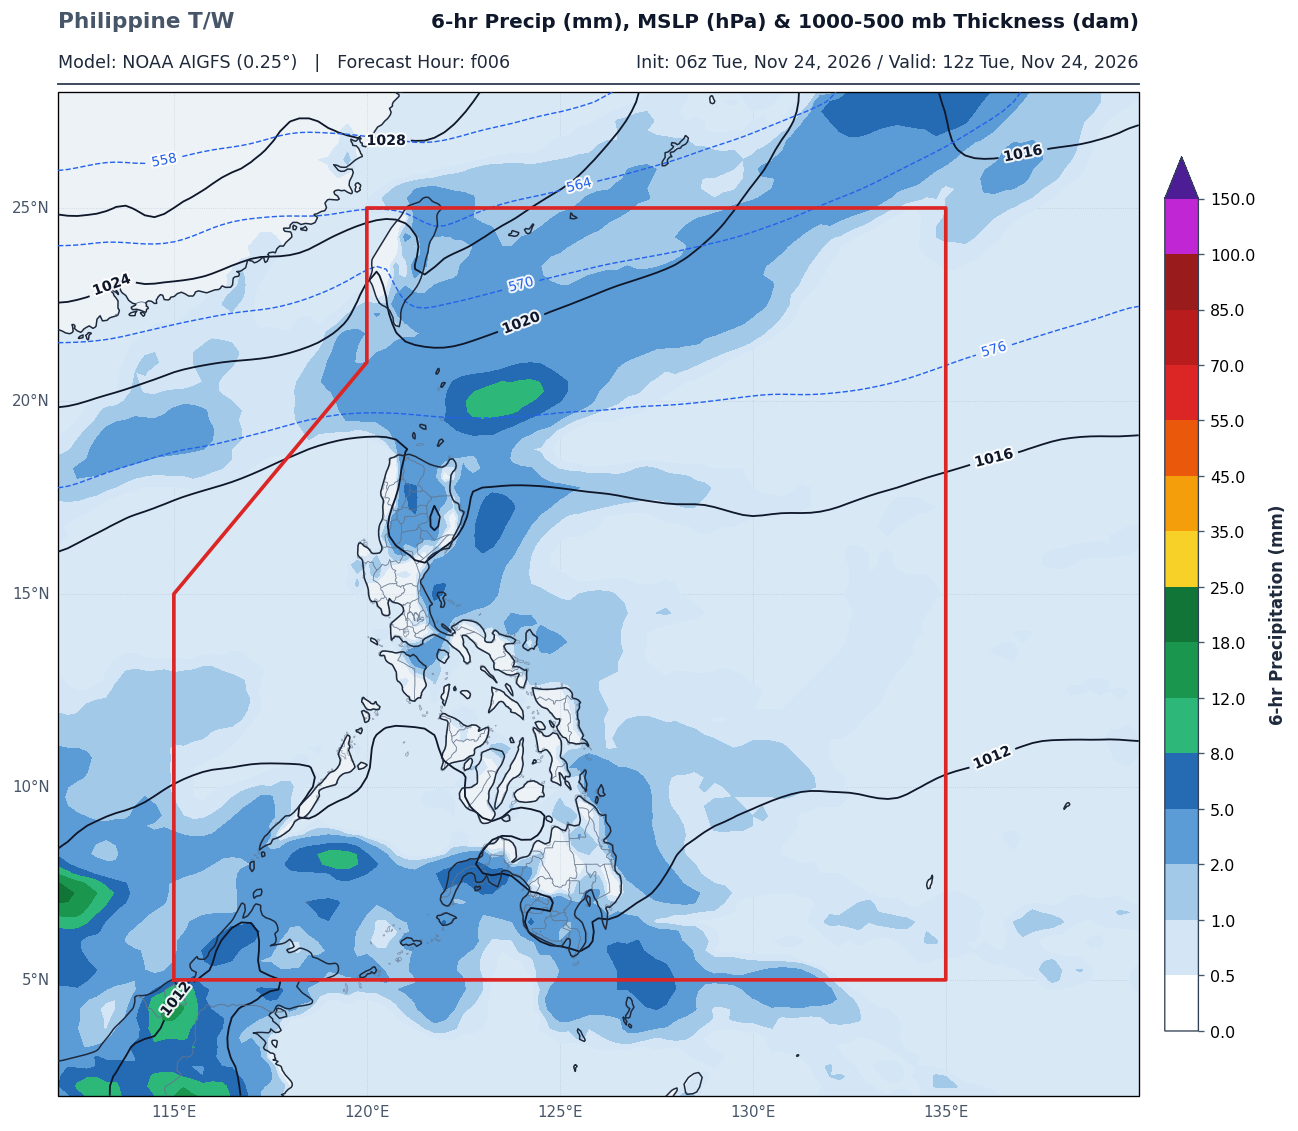 Philippine T/W
6-hr Precip (mm), MSLP (hPa) & 1000-500 mb Thickness (dam)
Model: NOAA AIGFS (0.25°) | Forecast Hour: f006
Init: 06z Tue, Nov 24, 2026 / Valid: 12z Tue, Nov 24, 2026
1028
558
1016
564
150.0
25°N
100.0
1024
570
85.0
1020
576
70.0
20°N
55.0
1016
45.0
35.0
15°N
25.0
18.0
12.0
1012
8.0
10°N
5.0
2.0
1.0
5°N
0.5
1012
0.0
6-hr Precipitation (mm)
115°E
120°E
125°E
130°E
135°E